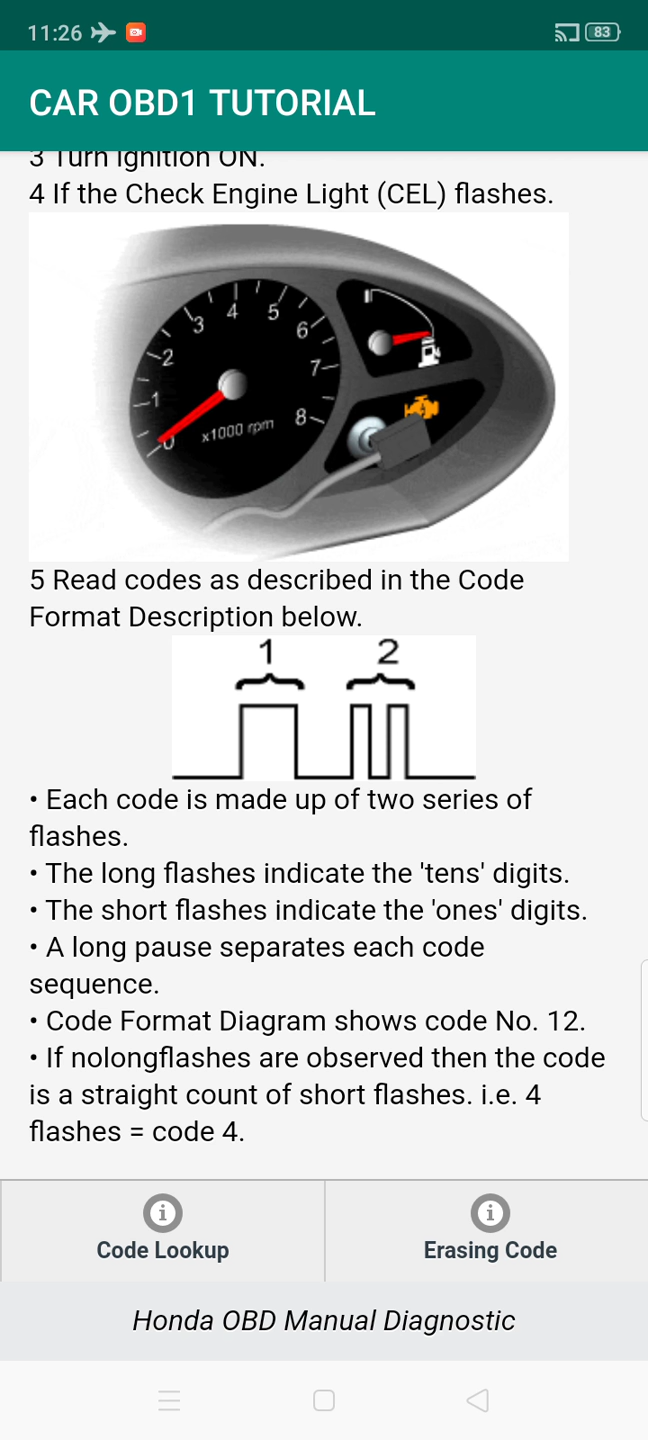 11:26
83
CAR OBD1 TUTORIAL
3 Turn Ignition ON.
4 If the Check Engine Light (CEL) flashes.
0 1 2 3 4 5 6 7 8
x1000 rpm
5 Read codes as described in the Code
Format Description below.
1 2
• Each code is made up of two series of
flashes.
• The long flashes indicate the 'tens' digits.
• The short flashes indicate the 'ones' digits.
• A long pause separates each code
sequence.
• Code Format Diagram shows code No. 12.
• If nolongflashes are observed then the code
is a straight count of short flashes. i.e. 4
flashes = code 4.
Code Lookup
Erasing Code
Honda OBD Manual Diagnostic